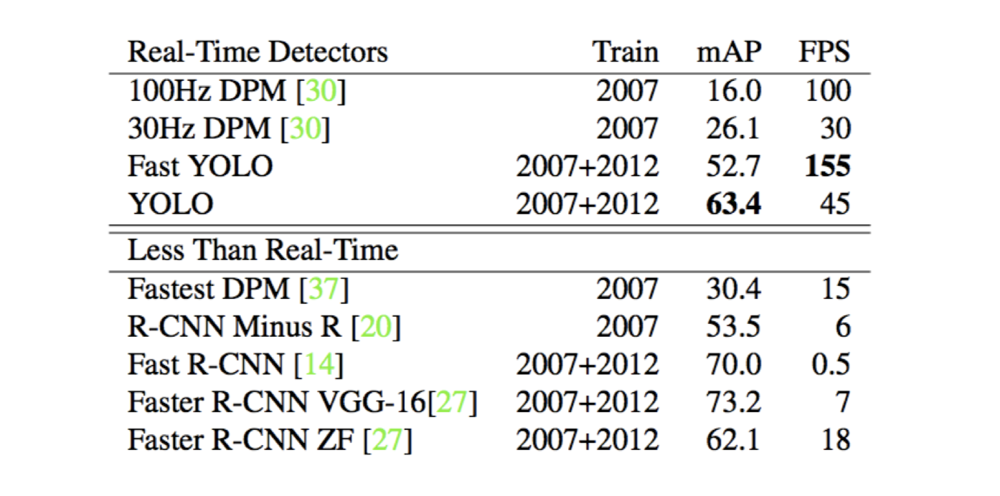 Real-Time Detectors Train mAP FPS
100Hz DPM [30] 2007 16.0 100
30Hz DPM [30] 2007 26.1 30
Fast YOLO 2007+2012 52.7 155
YOLO 2007+2012 63.4 45
Less Than Real-Time
Fastest DPM [37] 2007 30.4 15
R-CNN Minus R [20] 2007 53.5 6
Fast R-CNN [14] 2007+2012 70.0 0.5
Faster R-CNN VGG-16[27] 2007+2012 73.2 7
Faster R-CNN ZF [27] 2007+2012 62.1 18